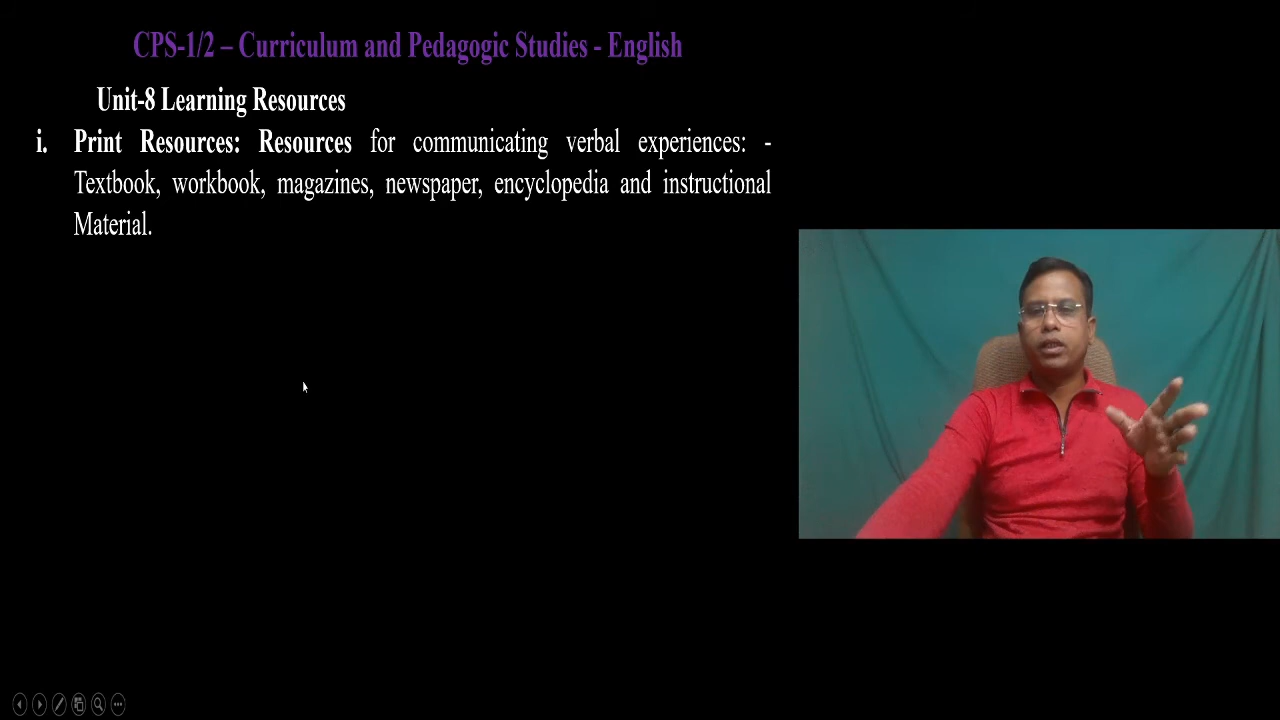 CPS-1/2 – Curriculum and Pedagogic Studies - English
Unit-8 Learning Resources
i. Print Resources: Resources for communicating verbal experiences: -
Textbook, workbook, magazines, newspaper, encyclopedia and instructional
Material.